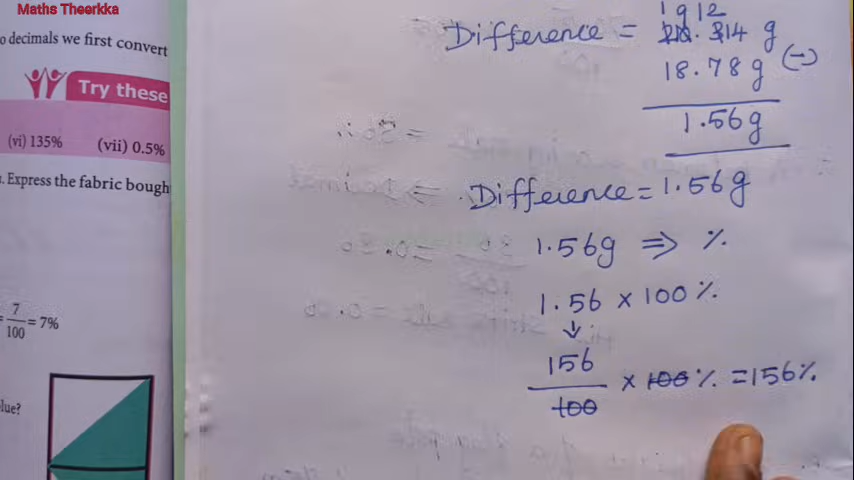 Maths Theerkka
o decimals we first convert
Try these
(vi) 135% (vii) 0.5%
. Express the fabric bough
= 7/100 = 7%
lue?
1 9 12
Difference = 20.314 g
18.78g (-)
1.56g
Difference = 1.56g
1.56g ⇒ %
1.56 × 100 %
↓
156/100 × 100 % = 156%